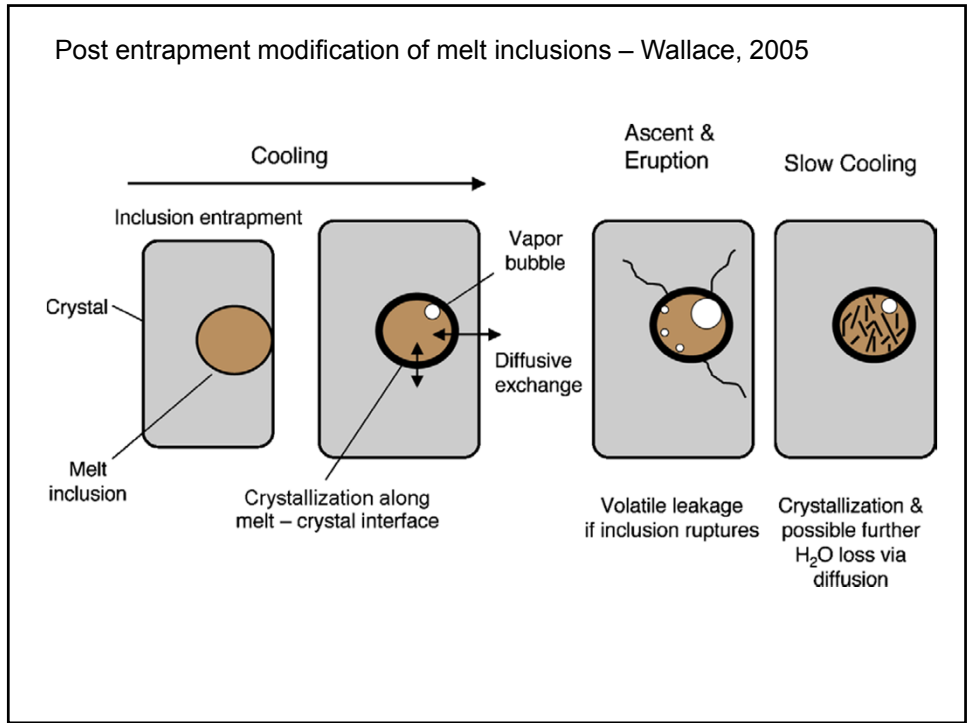 Post entrapment modification of melt inclusions – Wallace, 2005
Cooling
Ascent &
Eruption
Slow Cooling
Inclusion entrapment
Vapor
bubble
Crystal
Diffusive
exchange
Melt
inclusion
Crystallization along
melt – crystal interface
Volatile leakage
if inclusion ruptures
Crystallization &
possible further
H₂O loss via
diffusion